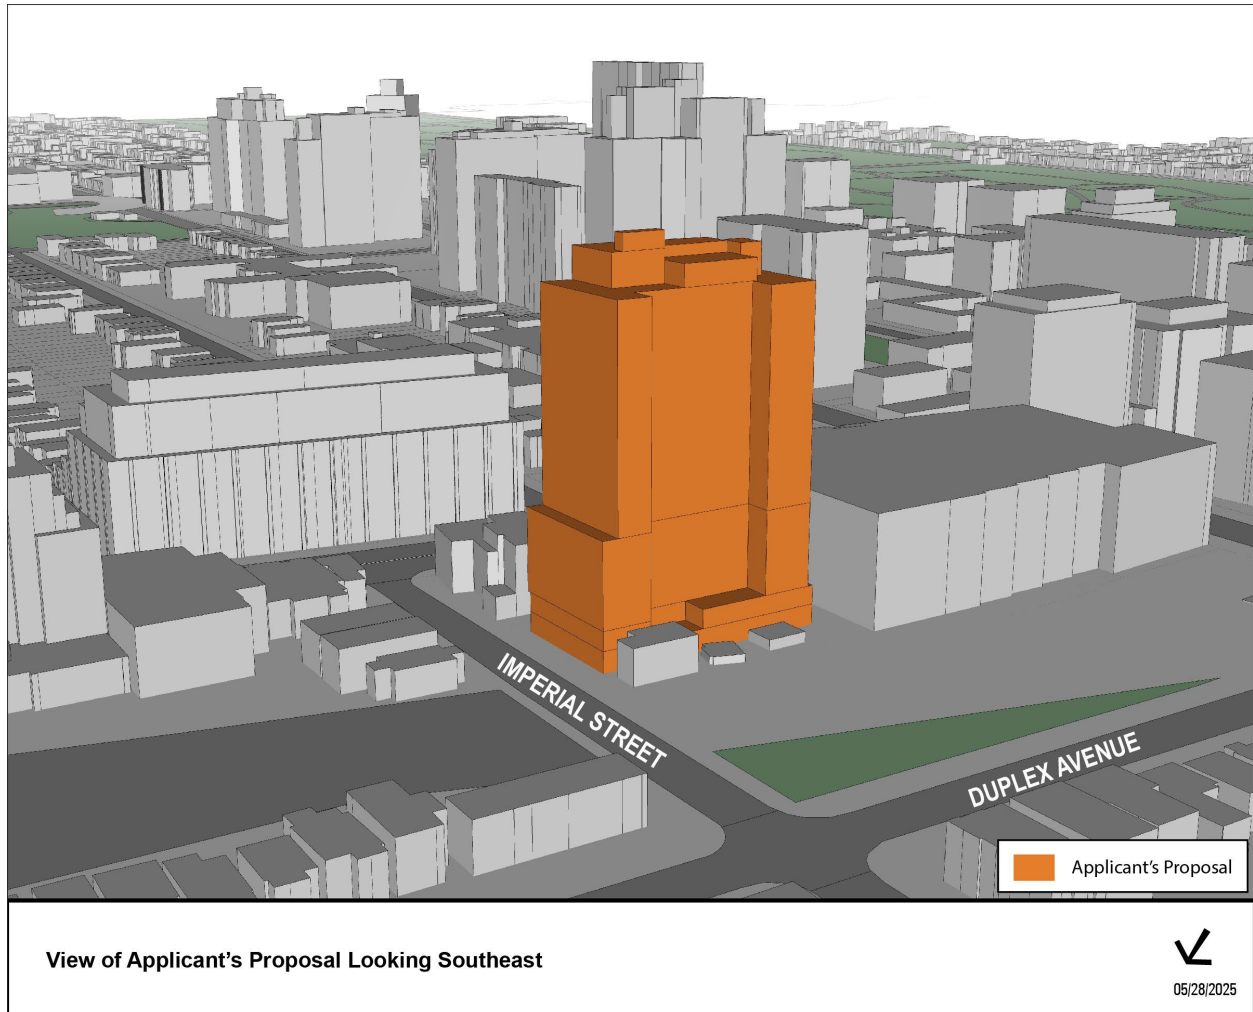 IMPERIAL STREET
DUPLEX AVENUE
Applicant's Proposal
View of Applicant's Proposal Looking Southeast
05/28/2025